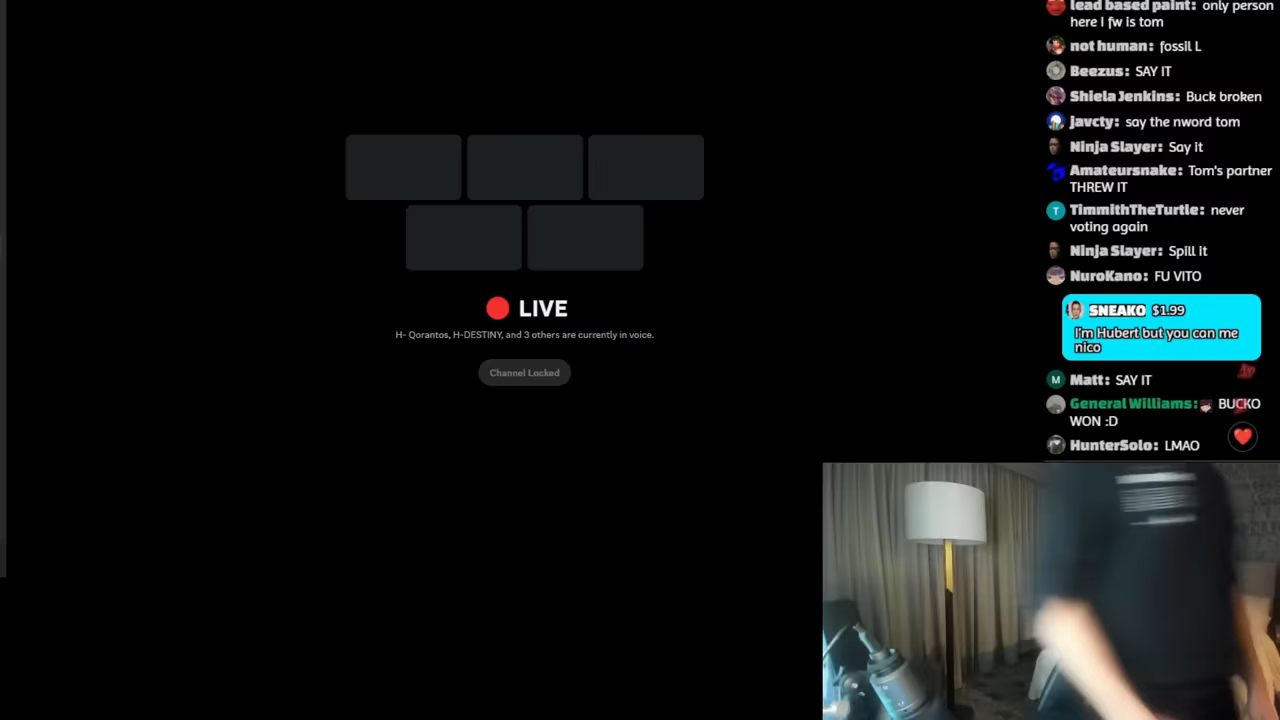 lead based paint: only person
here I fw is tom
not human: fossil L
Beezus: SAY IT
Shiela Jenkins: Buck broken
javcty: say the nword tom
Ninja Slayer: Say it
Amateursnake: Tom's partner
THREW IT
TimmithTheTurtle: never
voting again
Ninja Slayer: Spill it
NuroKano: FU VITO
SNEAKO $1.99
I'm Hubert but you can me
nico
Matt: SAY IT
General Williams: BUCKO
WON :D
HunterSolo: LMAO
LIVE
H- Qorantos, H-DESTINY, and 3 others are currently in voice.
Channel Locked
T
M